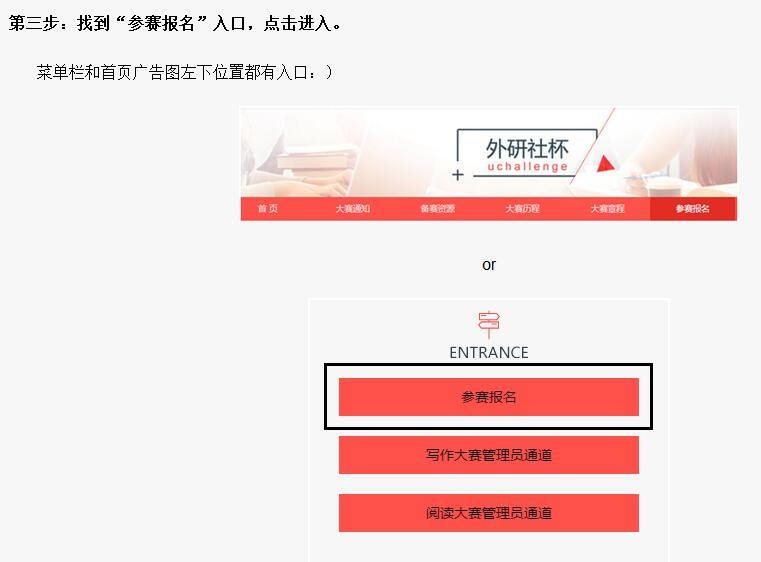 第三步：找到“参赛报名”入口，点击进入。
菜单栏和首页广告图左下位置都有入口：）
外研社杯
uchallenge
首 页 大赛通知 备赛资源 大赛历程 大赛章程 参赛报名
or
ENTRANCE
参赛报名
写作大赛管理员通道
阅读大赛管理员通道